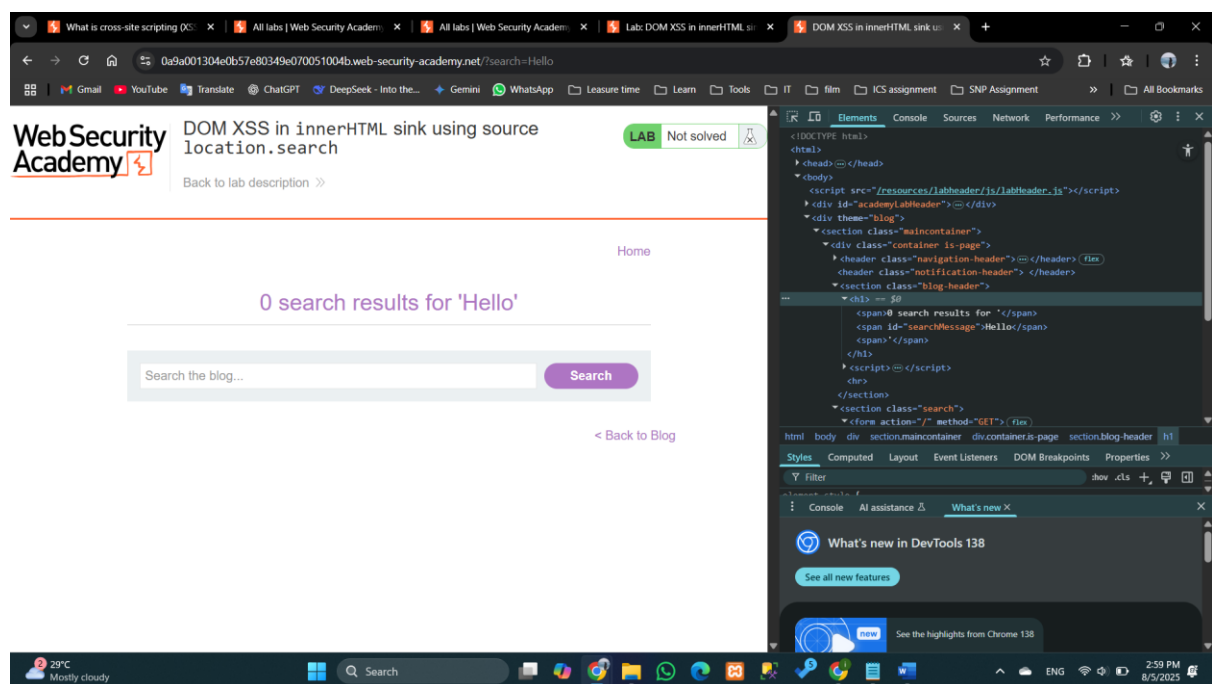 What is cross-site scripting (XS:
All labs | Web Security Academy
All labs | Web Security Academy
Lab: DOM XSS in innerHTML sin
DOM XSS in innerHTML sink us
0a9a001304e0b57e80349e070051004b.web-security-academy.net/?search=Hello
Gmail YouTube Translate ChatGPT DeepSeek - Into the... Gemini WhatsApp Leasure time Learn Tools IT film ICS assignment SNP Assignment » All Bookmarks
Web Security
Academy
DOM XSS in innerHTML sink using source
location.search
Back to lab description
LAB Not solved
Home
0 search results for 'Hello'
Search the blog...
Search
< Back to Blog
Elements Console Sources Network Performance »
<!DOCTYPE html>
<html>
<head> </head>
<body>
<script src="/resources/labheader/js/labHeader.js"></script>
<div id="academyLabHeader"> </div>
<div theme="blog">
<section class="maincontainer">
<div class="container is-page">
<header class="navigation-header"> </header> flex
<header class="notification-header"> </header>
<section class="blog-header">
<h1> == $0
<span>0 search results for '</span>
<span id="searchMessage">Hello</span>
<span>'</span>
</h1>
<script> </script>
<hr>
</section>
<section class="search">
<form action="/" method="GET"> flex
html body div section.maincontainer div.container.is-page section.blog-header h1
Styles Computed Layout Event Listeners DOM Breakpoints Properties »
Filter
:hov .cls +
element.style {
Console AI assistance What's new ×
What's new in DevTools 138
See all new features
new
See the highlights from Chrome 138
2
29°C
Mostly cloudy
Search
ENG
2:59 PM
8/5/2025